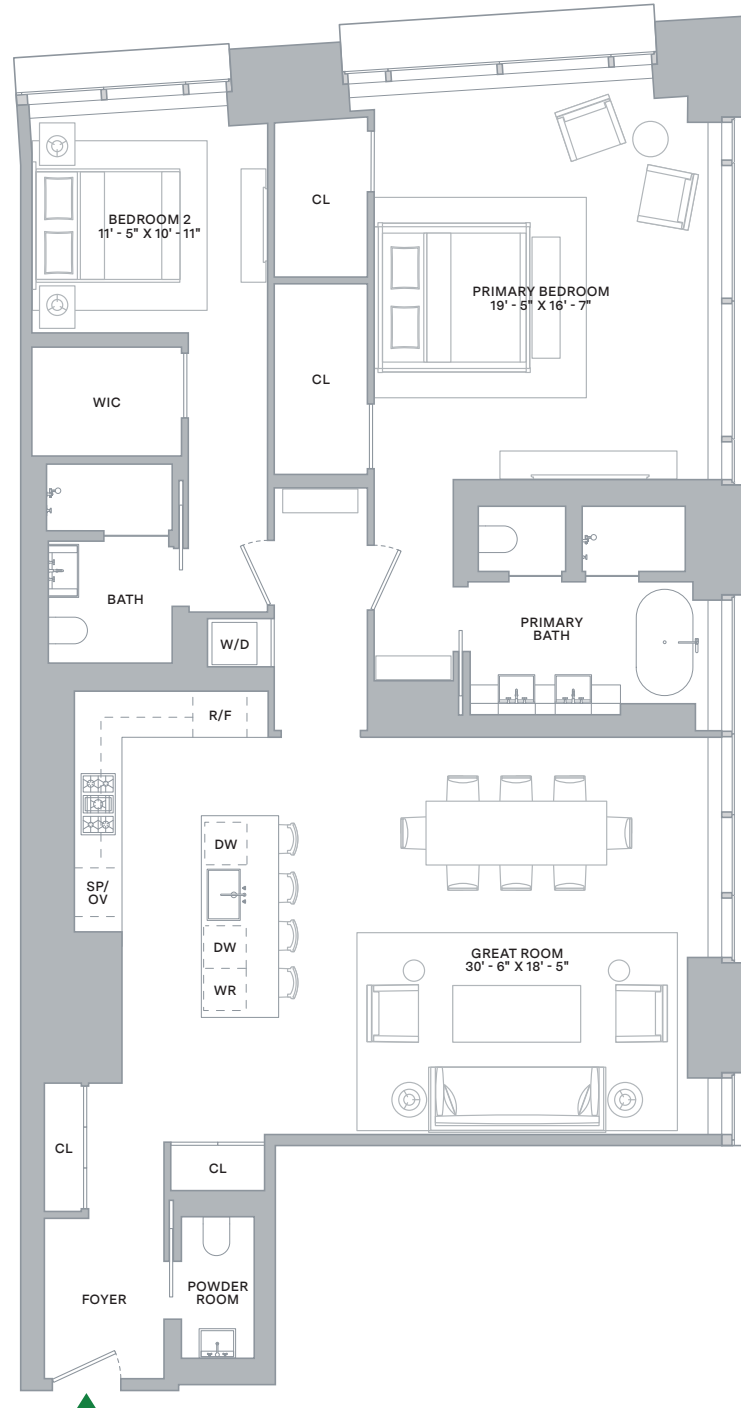 BEDROOM 2
11' - 5" X 10' - 11"
CL
PRIMARY BEDROOM
19' - 5" X 16' - 7"
CL
WIC
BATH
PRIMARY
BATH
W/D
R/F
DW
SP/
OV
DW
WR
GREAT ROOM
30' - 6" X 18' - 5"
CL
CL
FOYER
POWDER
ROOM